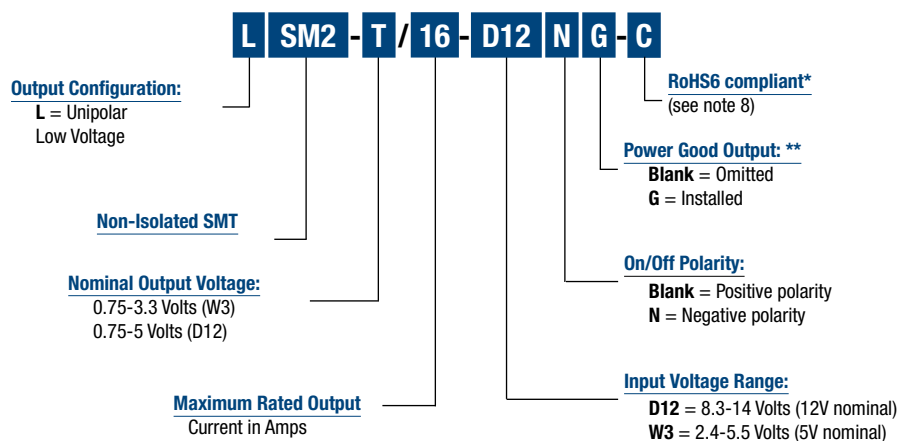 L SM2 - T / 16 - D12 N G - C
Output Configuration:
L = Unipolar
Low Voltage
RoHS6 compliant*
(see note 8)
Power Good Output: **
Blank = Omitted
G = Installed
Non-Isolated SMT
On/Off Polarity:
Blank = Positive polarity
N = Negative polarity
Nominal Output Voltage:
0.75-3.3 Volts (W3)
0.75-5 Volts (D12)
Input Voltage Range:
D12 = 8.3-14 Volts (12V nominal)
W3 = 2.4-5.5 Volts (5V nominal)
Maximum Rated Output
Current in Amps